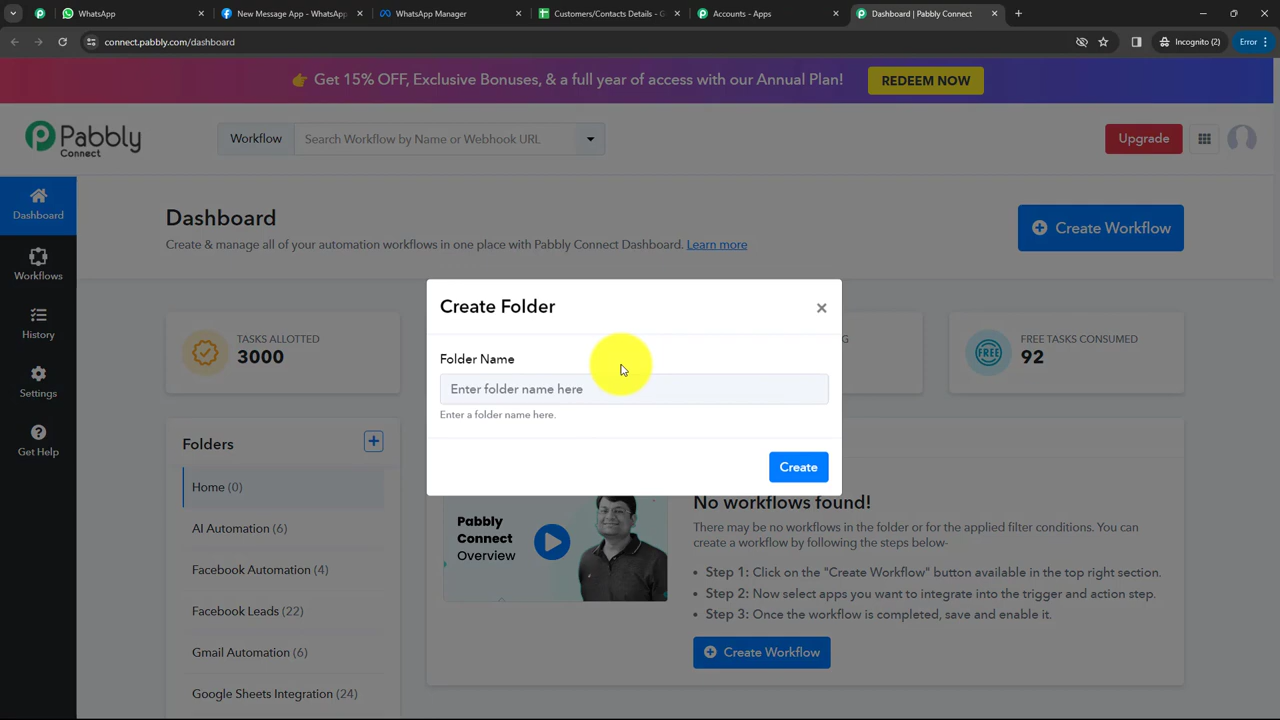 WhatsApp
New Message App - WhatsApp
WhatsApp Manager
Customers/Contacts Details - G
Accounts - Apps
Dashboard | Pabbly Connect
connect.pabbly.com/dashboard
Incognito (2)
Error
👉 Get 15% OFF, Exclusive Bonuses, & a full year of access with our Annual Plan!
REDEEM NOW
Pabbly
Connect
Workflow
Search Workflow by Name or Webhook URL
Upgrade
Dashboard
Workflows
History
Settings
Get Help
Dashboard
Create & manage all of your automation workflows in one place with Pabbly Connect Dashboard. Learn more
Create Workflow
TASKS ALLOTTED
3000
FREE TASKS CONSUMED
FREE
92
Create Folder
×
Folder Name
Enter folder name here
Enter a folder name here.
Create
Folders
Home (0)
AI Automation (6)
Facebook Automation (4)
Facebook Leads (22)
Gmail Automation (6)
Google Sheets Integration (24)
Pabbly
Connect
Overview
No workflows found!
There may be no workflows in the folder or for the applied filter conditions. You can
create a workflow by following the steps below-
Step 1: Click on the "Create Workflow" button available in the top right section.
Step 2: Now select apps you want to integrate into the trigger and action step.
Step 3: Once the workflow is completed, save and enable it.
Create Workflow